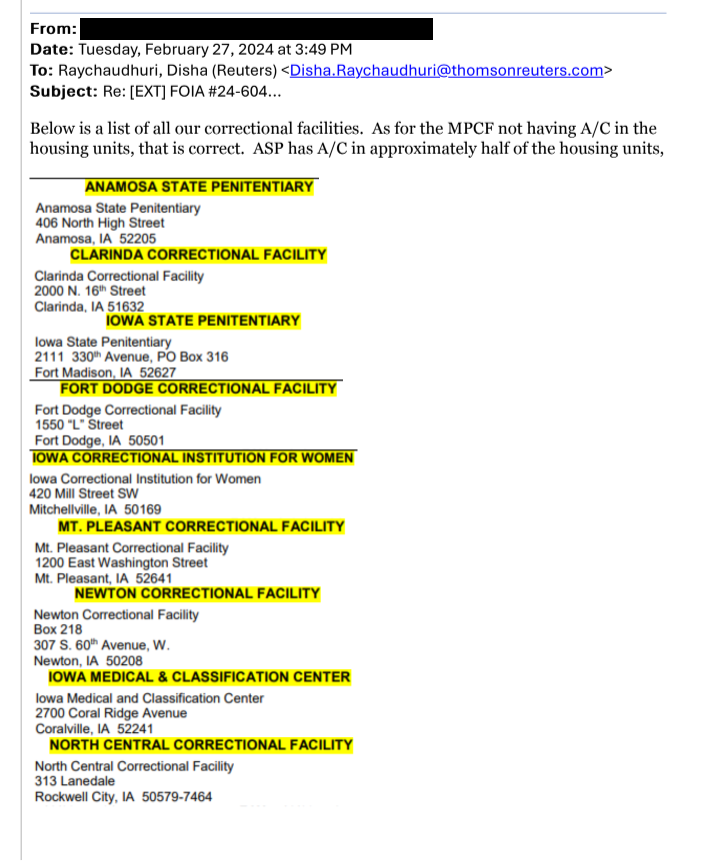 From:
Date: Tuesday, February 27, 2024 at 3:49 PM
To: Raychaudhuri, Disha (Reuters) <Disha.Raychaudhuri@thomsonreuters.com>
Subject: Re: [EXT] FOIA #24-604...
Below is a list of all our correctional facilities.  As for the MPCF not having A/C in the
housing units, that is correct.  ASP has A/C in approximately half of the housing units,
ANAMOSA STATE PENITENTIARY
Anamosa State Penitentiary
406 North High Street
Anamosa, IA  52205
CLARINDA CORRECTIONAL FACILITY
Clarinda Correctional Facility
2000 N. 16th Street
Clarinda, IA 51632
IOWA STATE PENITENTIARY
Iowa State Penitentiary
2111  330th Avenue, PO Box 316
Fort Madison, IA  52627
FORT DODGE CORRECTIONAL FACILITY
Fort Dodge Correctional Facility
1550 "L" Street
Fort Dodge, IA  50501
IOWA CORRECTIONAL INSTITUTION FOR WOMEN
Iowa Correctional Institution for Women
420 Mill Street SW
Mitchellville, IA  50169
MT. PLEASANT CORRECTIONAL FACILITY
Mt. Pleasant Correctional Facility
1200 East Washington Street
Mt. Pleasant, IA  52641
NEWTON CORRECTIONAL FACILITY
Newton Correctional Facility
Box 218
307 S. 60th Avenue, W.
Newton, IA  50208
IOWA MEDICAL & CLASSIFICATION CENTER
Iowa Medical and Classification Center
2700 Coral Ridge Avenue
Coralville, IA  52241
NORTH CENTRAL CORRECTIONAL FACILITY
North Central Correctional Facility
313 Lanedale
Rockwell City, IA  50579-7464